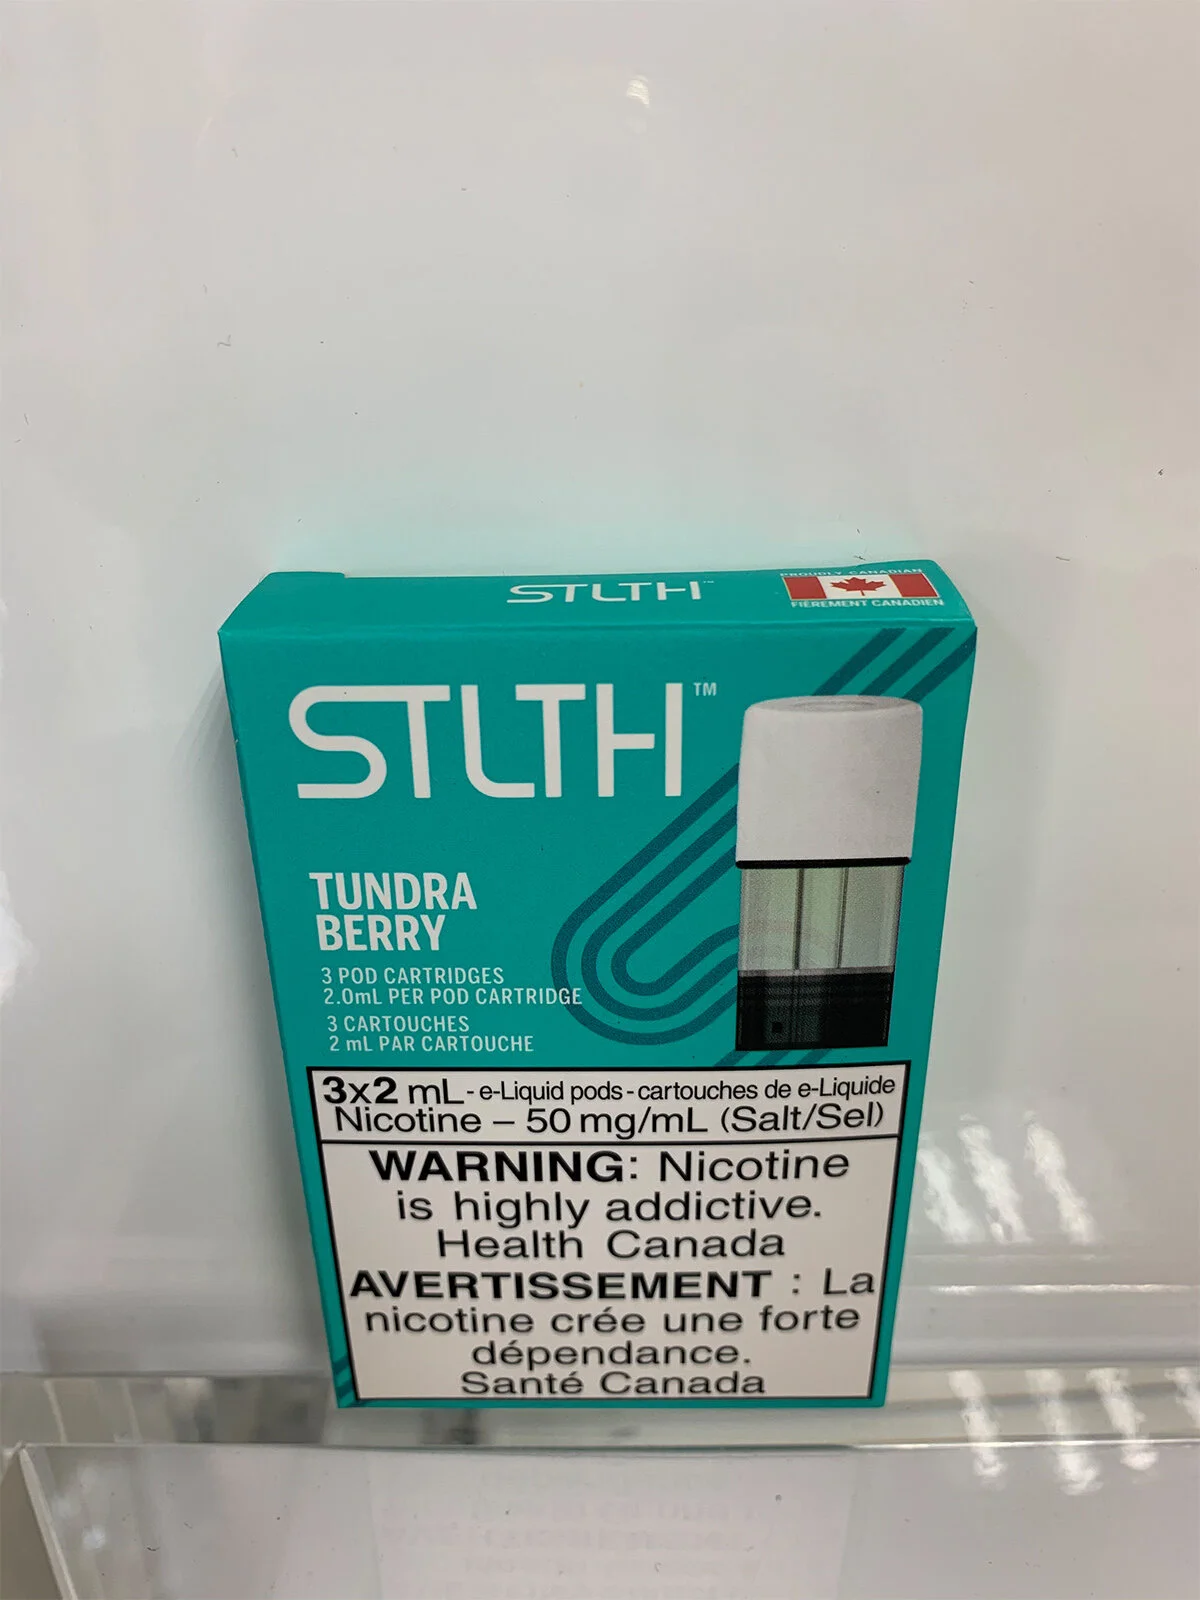 STLTH™
PROUDLY CANADIAN
FIÈREMENT CANADIEN
STLTH™
TUNDRA
BERRY
3 POD CARTRIDGES
2.0mL PER POD CARTRIDGE
3 CARTOUCHES
2 mL PAR CARTOUCHE
3x2 mL - e-Liquid pods - cartouches de e-Liquide
Nicotine – 50 mg/mL (Salt/Sel)
WARNING: Nicotine
is highly addictive.
Health Canada
AVERTISSEMENT : La
nicotine crée une forte
dépendance.
Santé Canada